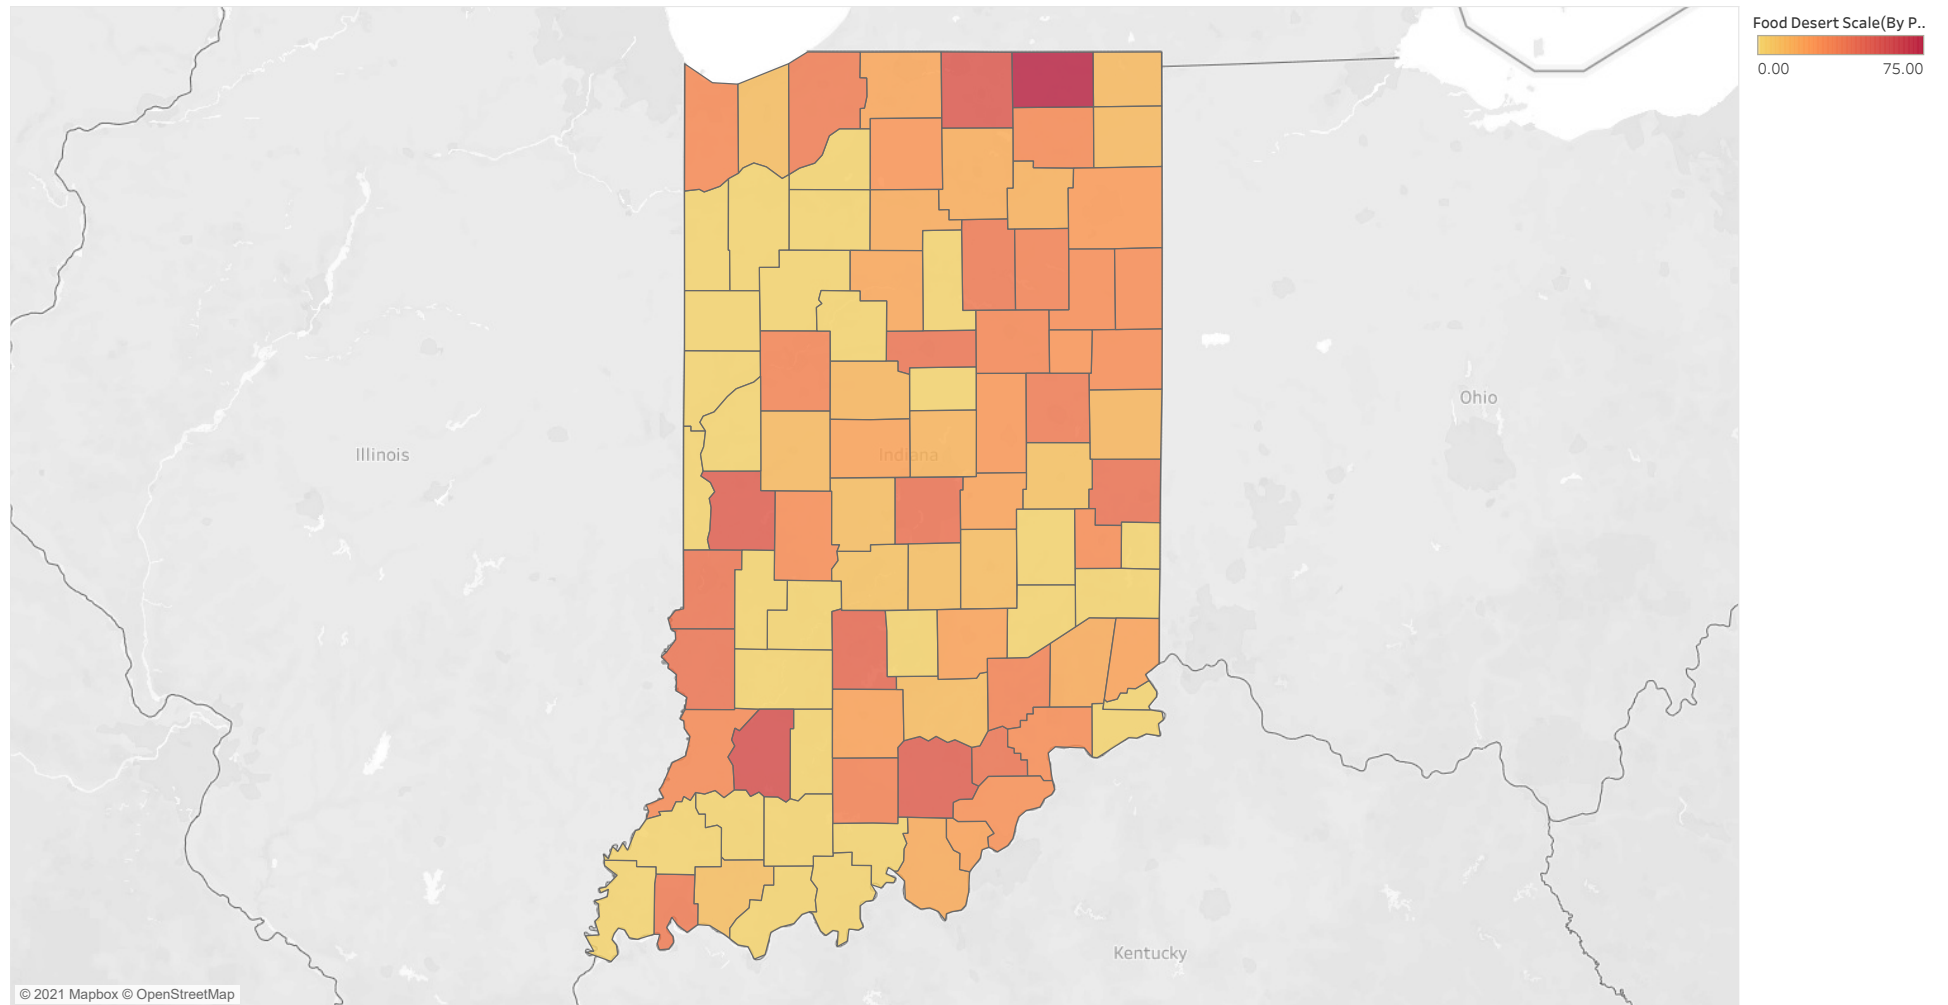 Food Desert Scale(By P..
0.00 75.00
Illinois
Indiana
Ohio
Kentucky
© 2021 Mapbox © OpenStreetMap